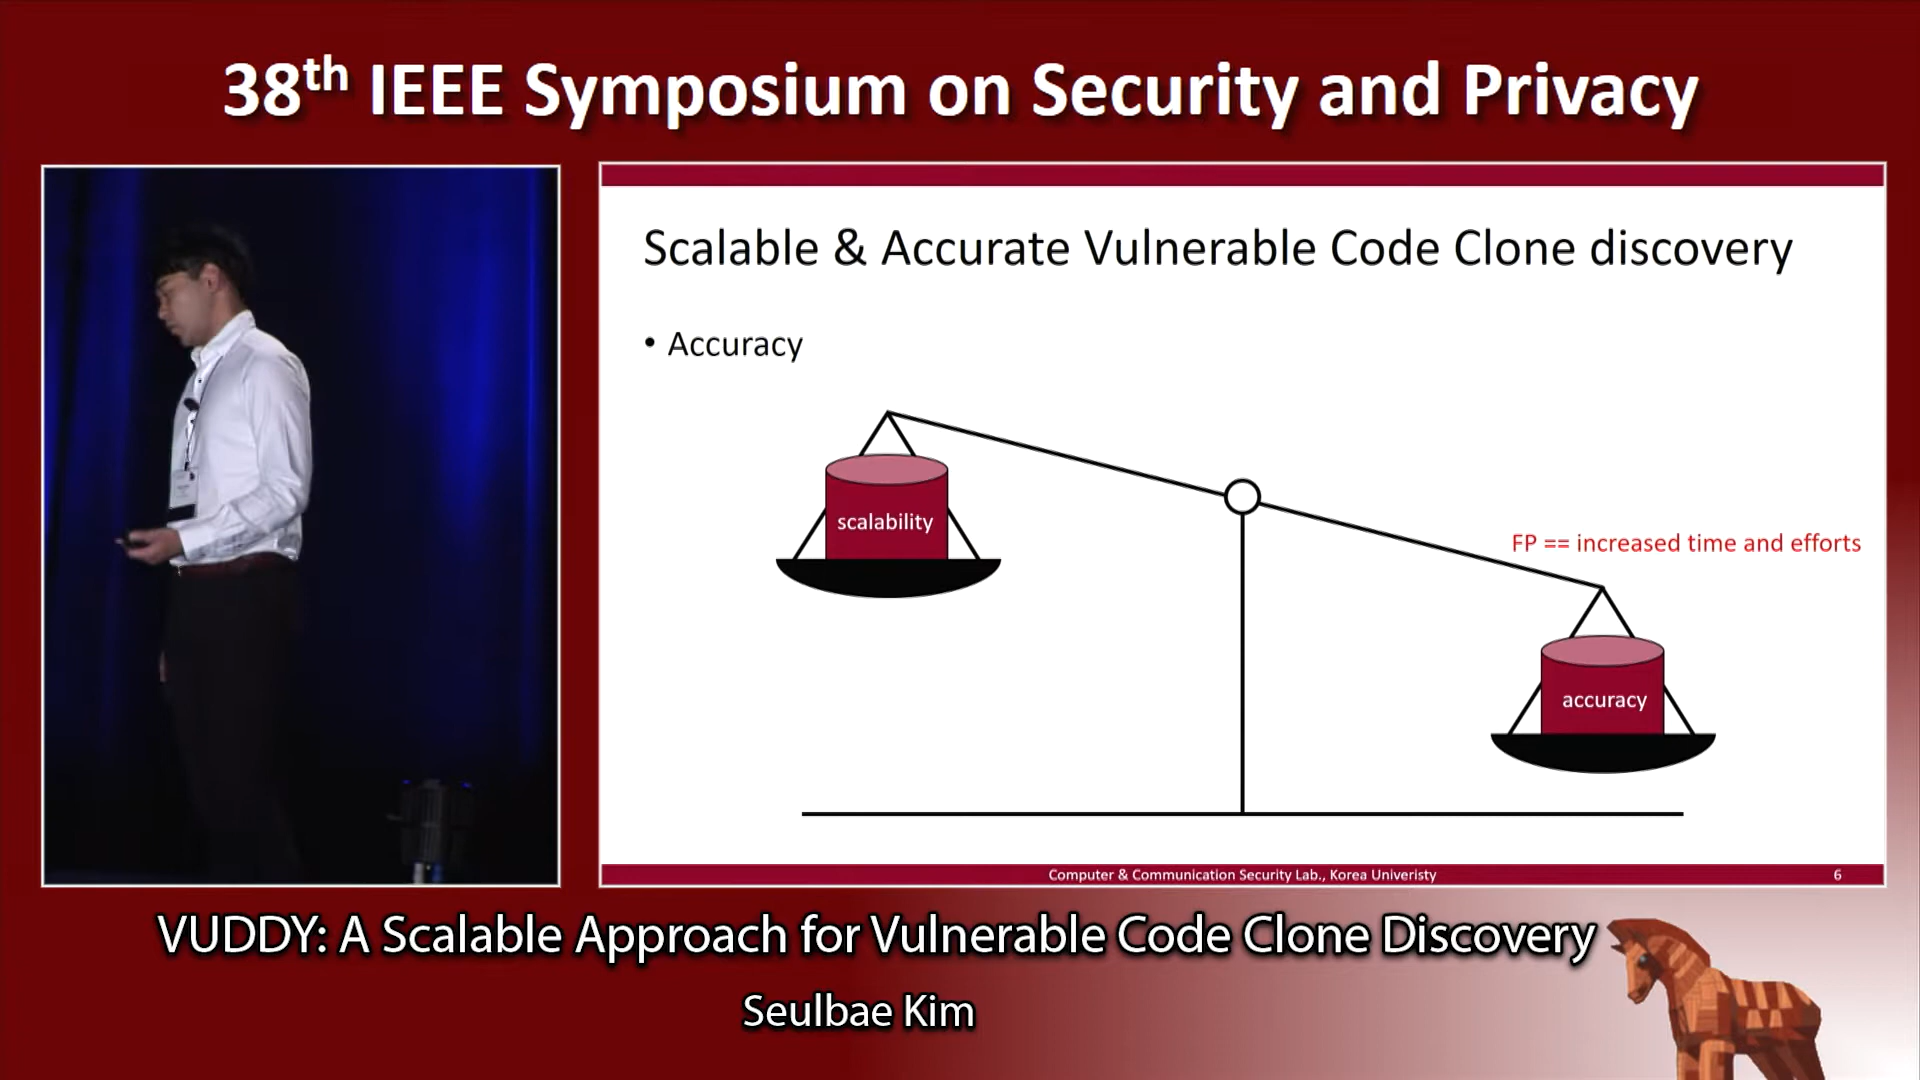 38th IEEE Symposium on Security and Privacy
Scalable & Accurate Vulnerable Code Clone discovery
• Accuracy
scalability
FP == increased time and efforts
accuracy
Computer & Communication Security Lab., Korea Univeristy
6
VUDDY: A Scalable Approach for Vulnerable Code Clone Discovery
Seulbae Kim